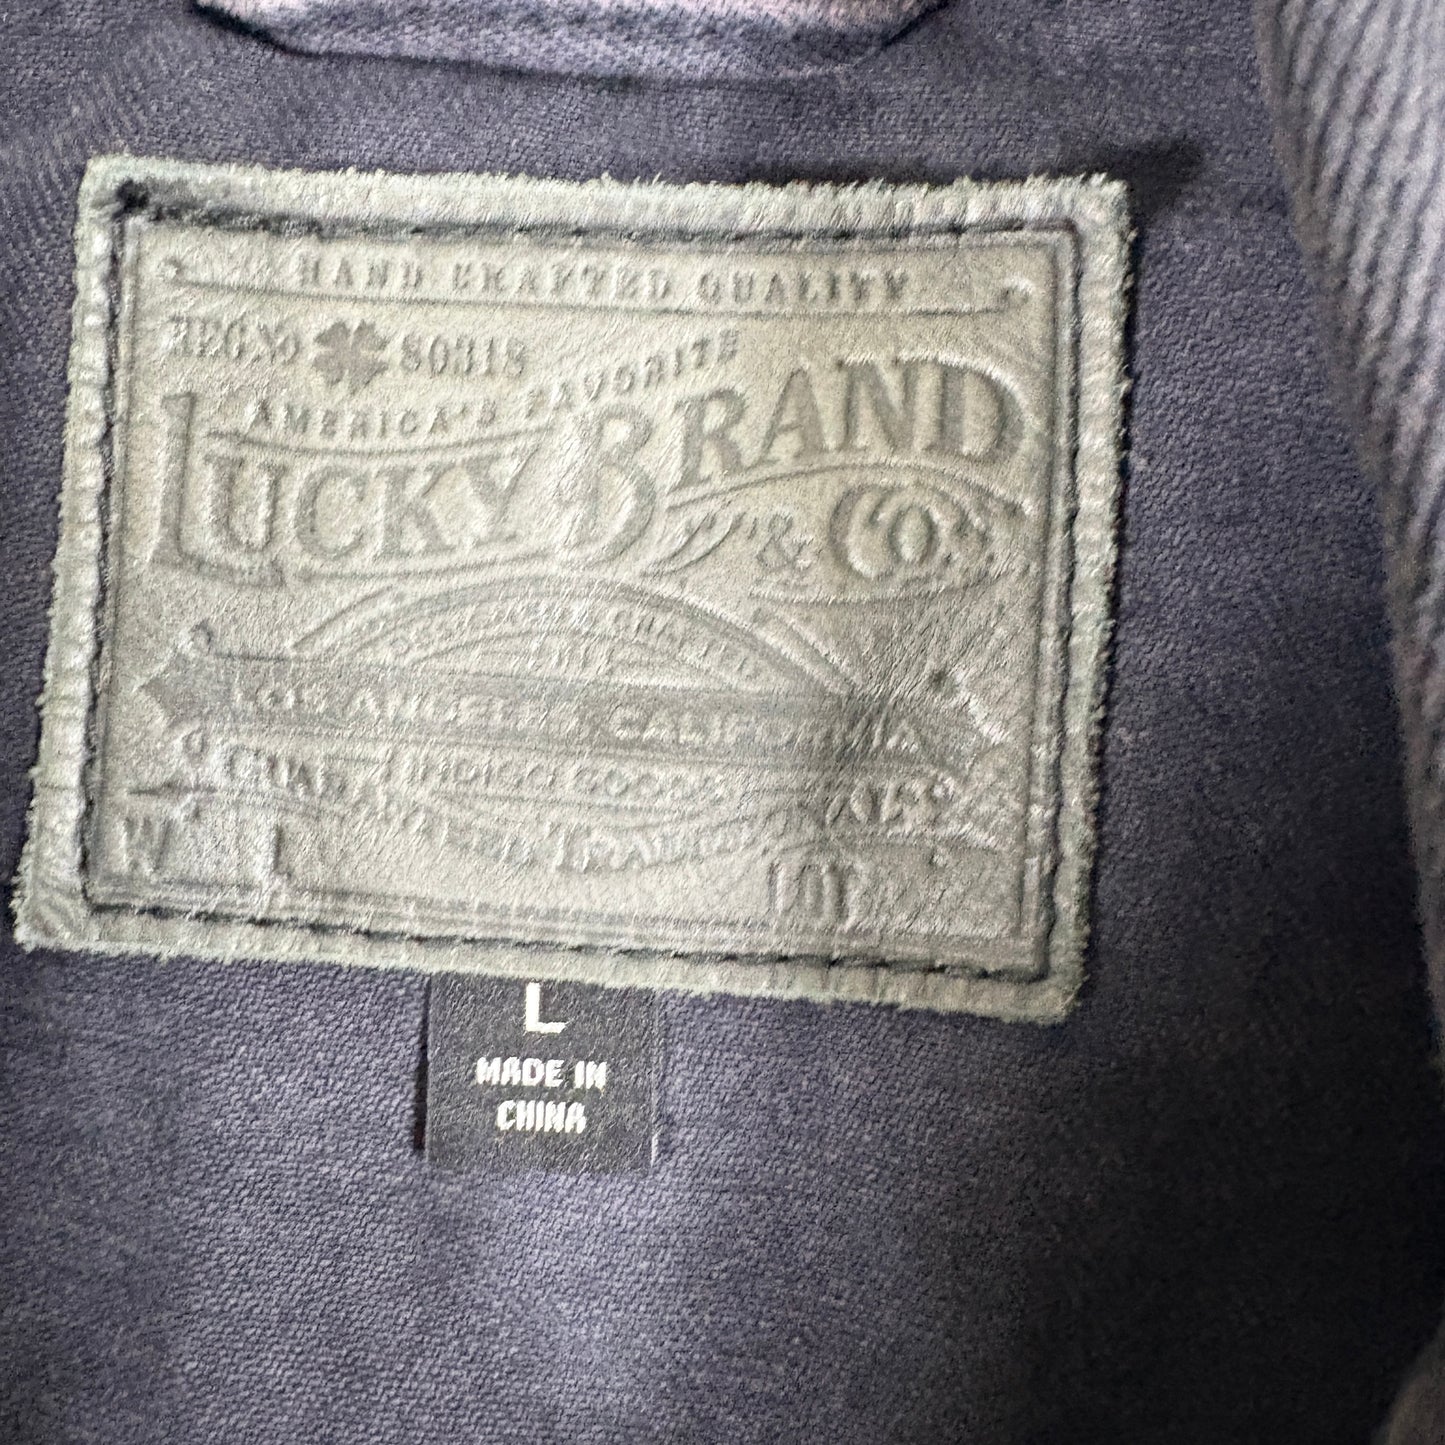 HAND CRAFTED QUALITY
REG NO 80318
AMERICA'S FAVORITE
LUCKY BRAND
& Co
LOS ANGELES, CALIFORNIA
INDIGO GOODS
W L LOT
L
MADE IN
CHINA